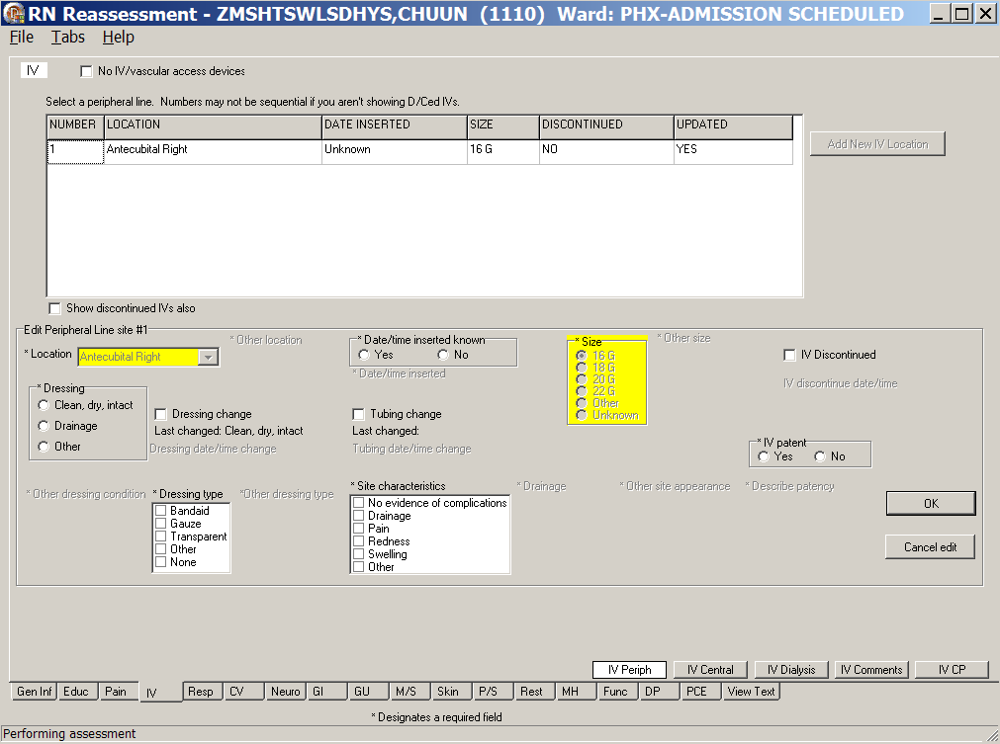 RN Reassessment - ZMSHTSWLSDHYS,CHUUN (1110) Ward: PHX-ADMISSION SCHEDULED
File Tabs Help
IV No IV/vascular access devices
Select a peripheral line. Numbers may not be sequential if you aren't showing D/Ced IVs.
NUMBER LOCATION DATE INSERTED SIZE DISCONTINUED UPDATED
1 Antecubital Right Unknown 16 G NO YES
Add New IV Location
Show discontinued IVs also
Edit Peripheral Line site #1
* Location Antecubital Right
* Other location
* Date/time inserted known
Yes No
* Date/time inserted
* Size
16 G
18 G
20 G
22 G
Other
Unknown
* Other size
IV Discontinued
IV discontinue date/time
* Dressing
Clean, dry, intact
Drainage
Other
Dressing change
Last changed: Clean, dry, intact
Dressing date/time change
Tubing change
Last changed:
Tubing date/time change
* IV patent
Yes No
* Other dressing condition
* Dressing type
Bandaid
Gauze
Transparent
Other
None
*Other dressing type
* Site characteristics
No evidence of complications
Drainage
Pain
Redness
Swelling
Other
* Drainage
* Other site appearance
* Describe patency
OK
Cancel edit
IV Periph IV Central IV Dialysis IV Comments IV CP
Gen Inf Educ Pain IV Resp CV Neuro GI GU M/S Skin P/S Rest MH Func DP PCE View Text
* Designates a required field
Performing assessment